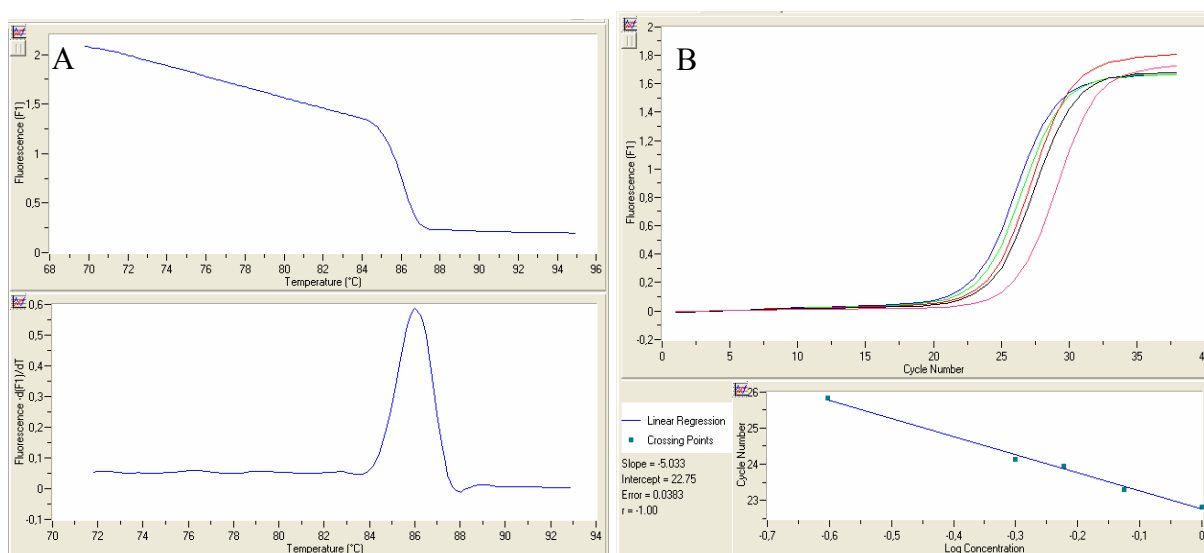 A
Fluorescence (F1)
2
1,5
1
0,5
0
68 70 72 74 76 78 80 82 84 86 88 90 92 94 96
Temperature (°C)
Fluorescence -d(F1)/dT
0,6
0,5
0,4
0,3
0,2
0,1
0
-0,1
70 72 74 76 78 80 82 84 86 88 90 92 94
Temperature (°C)
B
Fluorescence (F1)
1,8
1,6
1,4
1,2
1
0,8
0,6
0,4
0,2
0
-0,2
0 5 10 15 20 25 30 35
Cycle Number
Linear Regression
Crossing Points
Slope = -5.033
Intercept = 22.75
Error = 0.0383
r = -1.00
Cycle Number
26
25
24
23
-0,7 -0,6 -0,5 -0,4 -0,3 -0,2 -0,1
Log Concentration